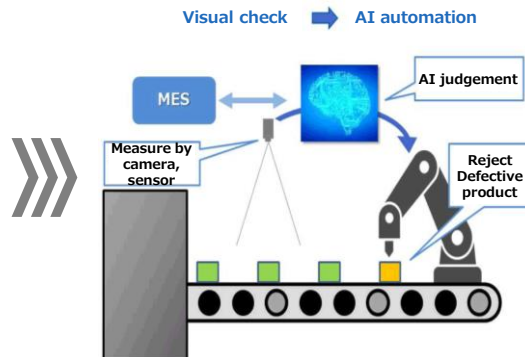 Visual check AI automation
MES
AI judgement
Measure by
camera,
sensor
Reject
Defective
product